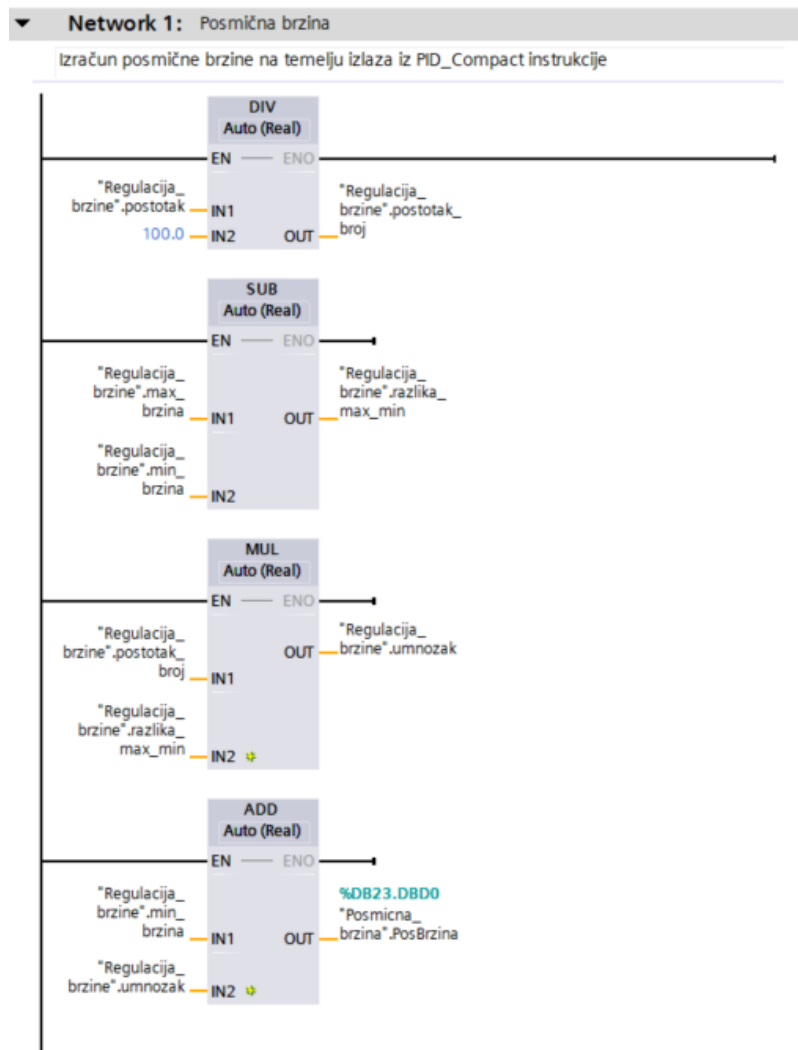 Network 1: Posmična brzina
Izračun posmične brzine na temelju izlaza iz PID_Compact instrukcije
DIV
Auto (Real)
EN ENO
"Regulacija_
brzine".postotak
IN1
100.0
IN2
OUT
"Regulacija_
brzine".postotak_
broj
SUB
Auto (Real)
EN ENO
"Regulacija_
brzine".max_
brzina
IN1
"Regulacija_
brzine".min_
brzina
IN2
OUT
"Regulacija_
brzine".razlika_
max_min
MUL
Auto (Real)
EN ENO
"Regulacija_
brzine".postotak_
broj
IN1
"Regulacija_
brzine".razlika_
max_min
IN2
OUT
"Regulacija_
brzine".umnozak
ADD
Auto (Real)
EN ENO
"Regulacija_
brzine".min_
brzina
IN1
"Regulacija_
brzine".umnozak
IN2
OUT
%DB23.DBD0
"Posmicna_
brzina".PosBrzina